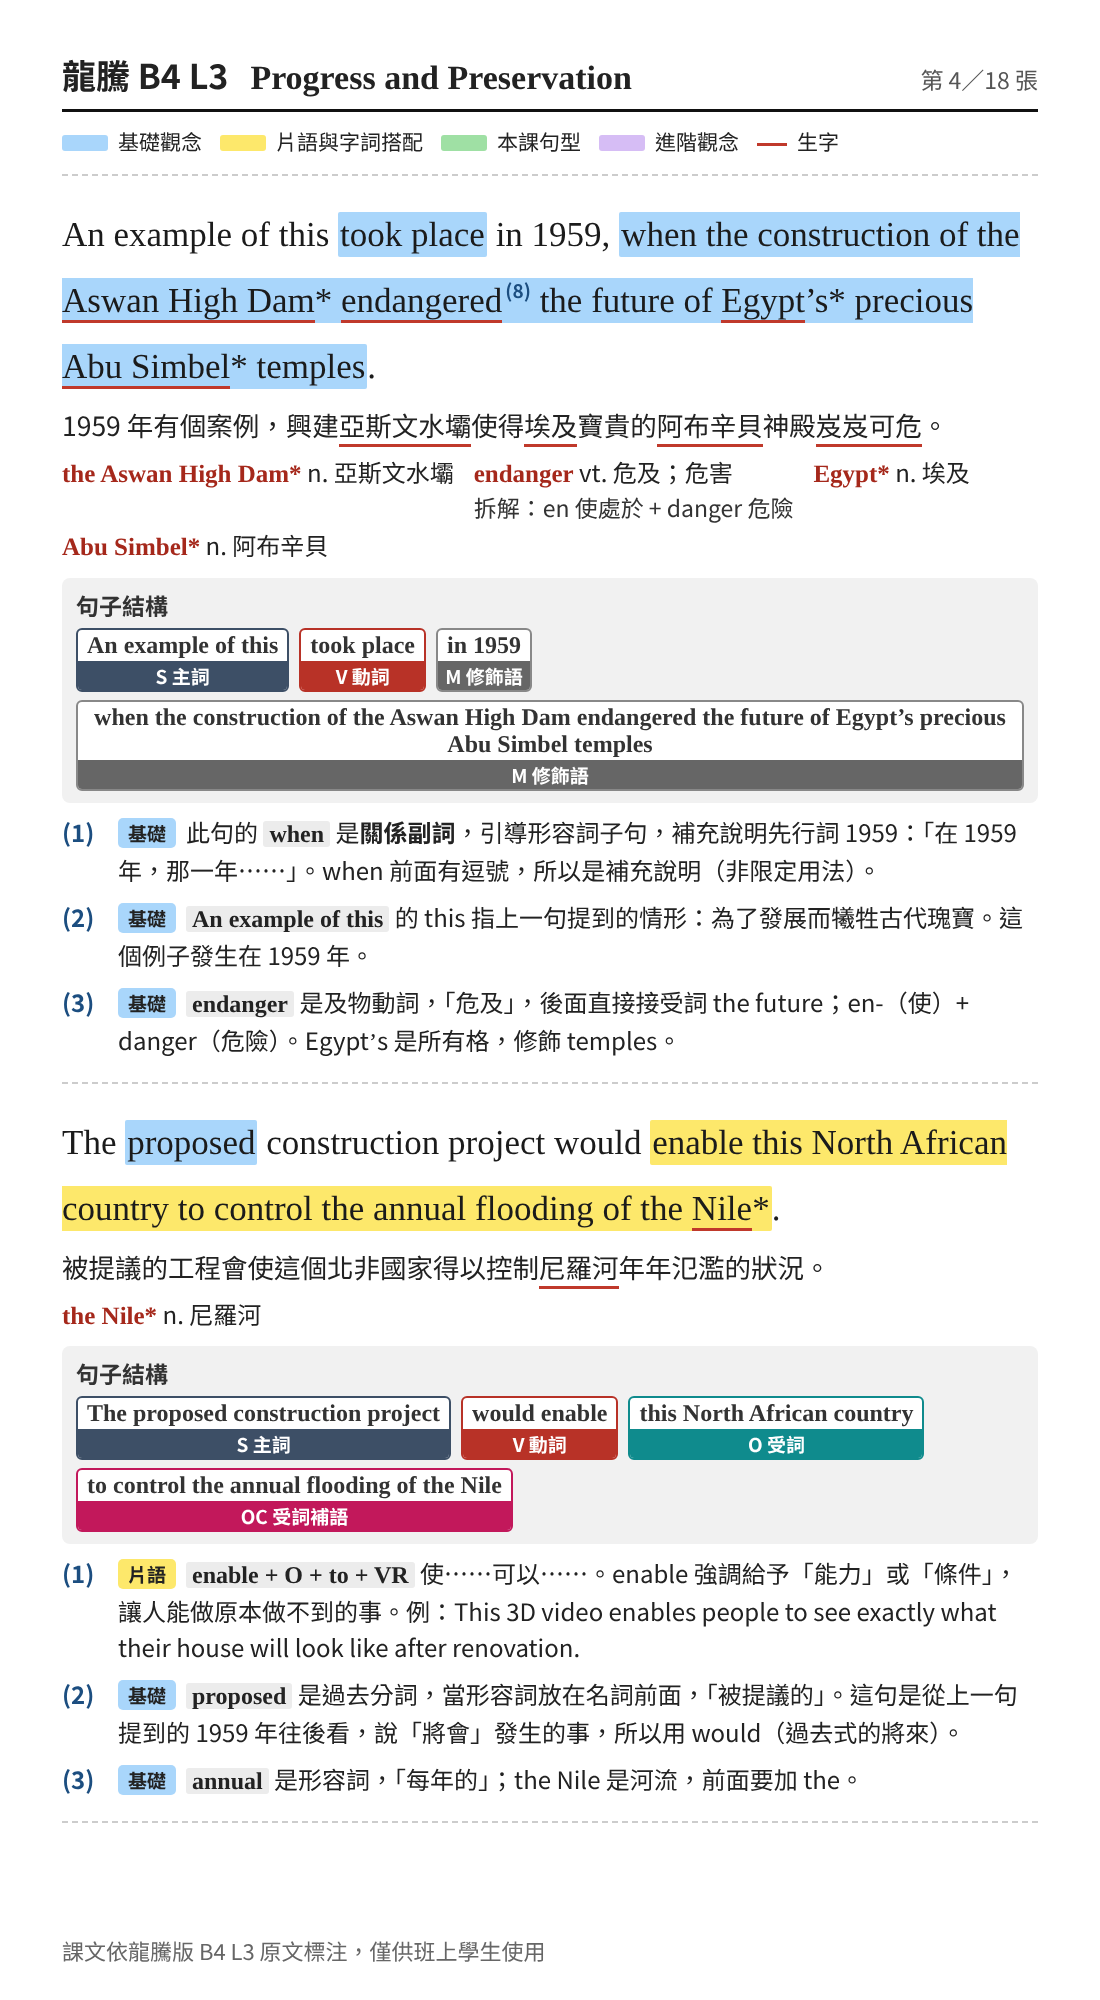 龍騰 B4 L3 Progress and Preservation 第 4／18 張
基礎觀念 片語與字詞搭配 本課句型 進階觀念 生字
An example of this took place in 1959, when the construction of the
Aswan High Dam* endangered(8) the future of Egypt’s* precious
Abu Simbel* temples.
1959 年有個案例，興建亞斯文水壩使得埃及寶貴的阿布辛貝神殿岌岌可危。
the Aswan High Dam* n. 亞斯文水壩 endanger vt. 危及；危害 Egypt* n. 埃及
拆解：en 使處於 + danger 危險
Abu Simbel* n. 阿布辛貝
句子結構
An example of this took place in 1959
S 主詞 V 動詞 M 修飾語
when the construction of the Aswan High Dam endangered the future of Egypt’s precious
Abu Simbel temples
M 修飾語
(1) 基礎 此句的 when 是關係副詞，引導形容詞子句，補充說明先行詞 1959：「在 1959
年，那一年……」。when 前面有逗號，所以是補充說明（非限定用法）。
(2) 基礎 An example of this 的 this 指上一句提到的情形：為了發展而犧牲古代瑰寶。這
個例子發生在 1959 年。
(3) 基礎 endanger 是及物動詞，「危及」，後面直接接受詞 the future；en-（使）+
danger（危險）。Egypt’s 是所有格，修飾 temples。
The proposed construction project would enable this North African
country to control the annual flooding of the Nile*.
被提議的工程會使這個北非國家得以控制尼羅河年年氾濫的狀況。
the Nile* n. 尼羅河
句子結構
The proposed construction project would enable this North African country
S 主詞 V 動詞 O 受詞
to control the annual flooding of the Nile
OC 受詞補語
(1) 片語 enable + O + to + VR 使……可以……。enable 強調給予「能力」或「條件」，
讓人能做原本做不到的事。例：This 3D video enables people to see exactly what
their house will look like after renovation.
(2) 基礎 proposed 是過去分詞，當形容詞放在名詞前面，「被提議的」。這句是從上一句
提到的 1959 年往後看，說「將會」發生的事，所以用 would（過去式的將來）。
(3) 基礎 annual 是形容詞，「每年的」；the Nile 是河流，前面要加 the。
課文依龍騰版 B4 L3 原文標注，僅供班上學生使用